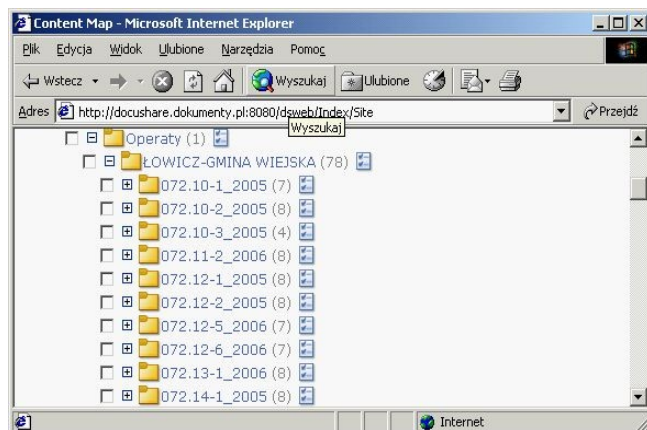 Content Map - Microsoft Internet Explorer
Plik Edycja Widok Ulubione Narzędzia Pomoc
Wstecz Wyszukaj Ulubione
Adres http://docushare.dokumenty.pl:8080/dsweb/Index/Site Przejdź
Wyszukaj
Operaty (1)
ŁOWICZ-GMINA WIEJSKA (78)
072.10-1_2005 (7)
072.10-2_2005 (8)
072.10-3_2005 (4)
072.11-2_2006 (8)
072.12-1_2005 (8)
072.12-2_2005 (8)
072.12-5_2006 (7)
072.12-6_2006 (7)
072.13-1_2006 (8)
072.14-1_2005 (8)
Internet